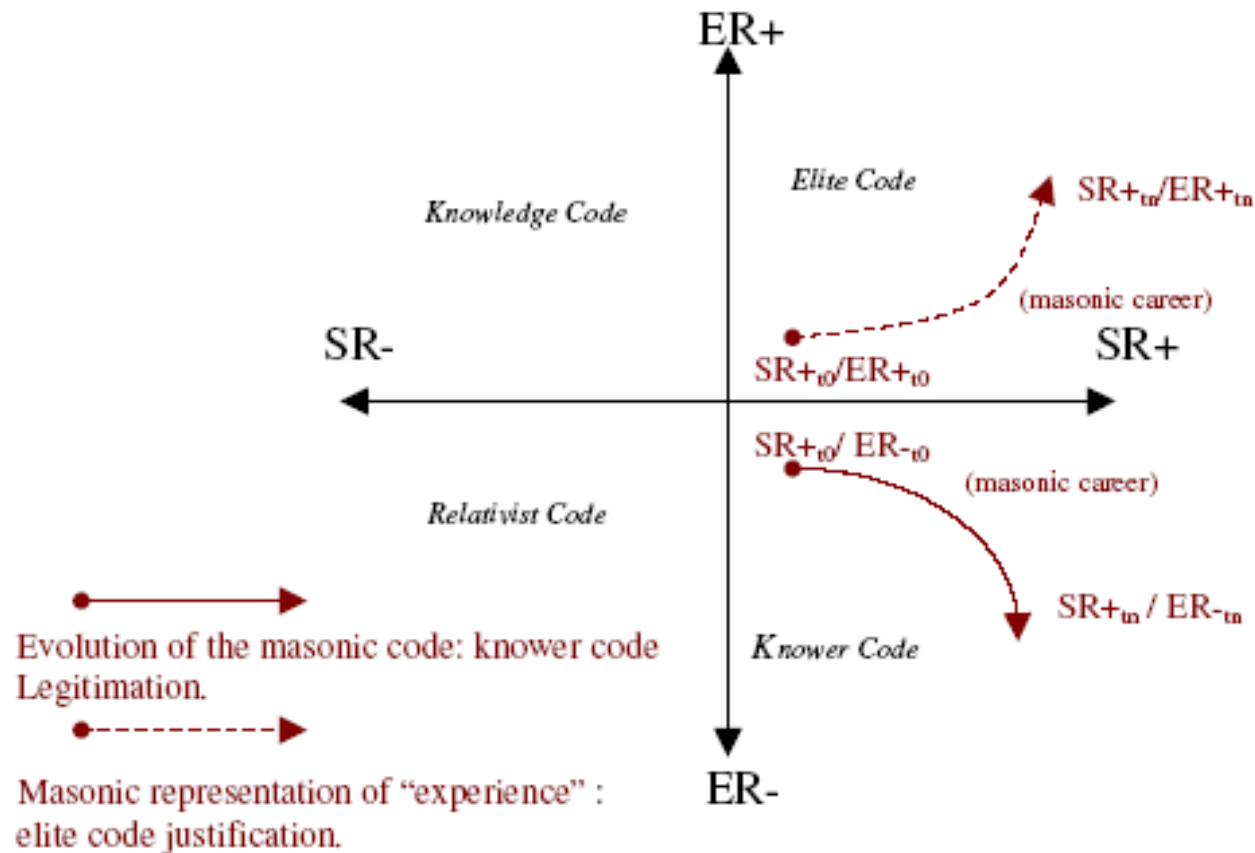 ER+
Elite Code
Knowledge Code
SR+tn/ER+tn
(masonic career)
SR-
SR+
SR+t0/ER+t0
SR+t0/ ER-t0
(masonic career)
Relativist Code
SR+tn / ER-tn
Evolution of the masonic code: knower code
Legitimation.
Knower Code
ER-
Masonic representation of “experience” :
elite code justification.